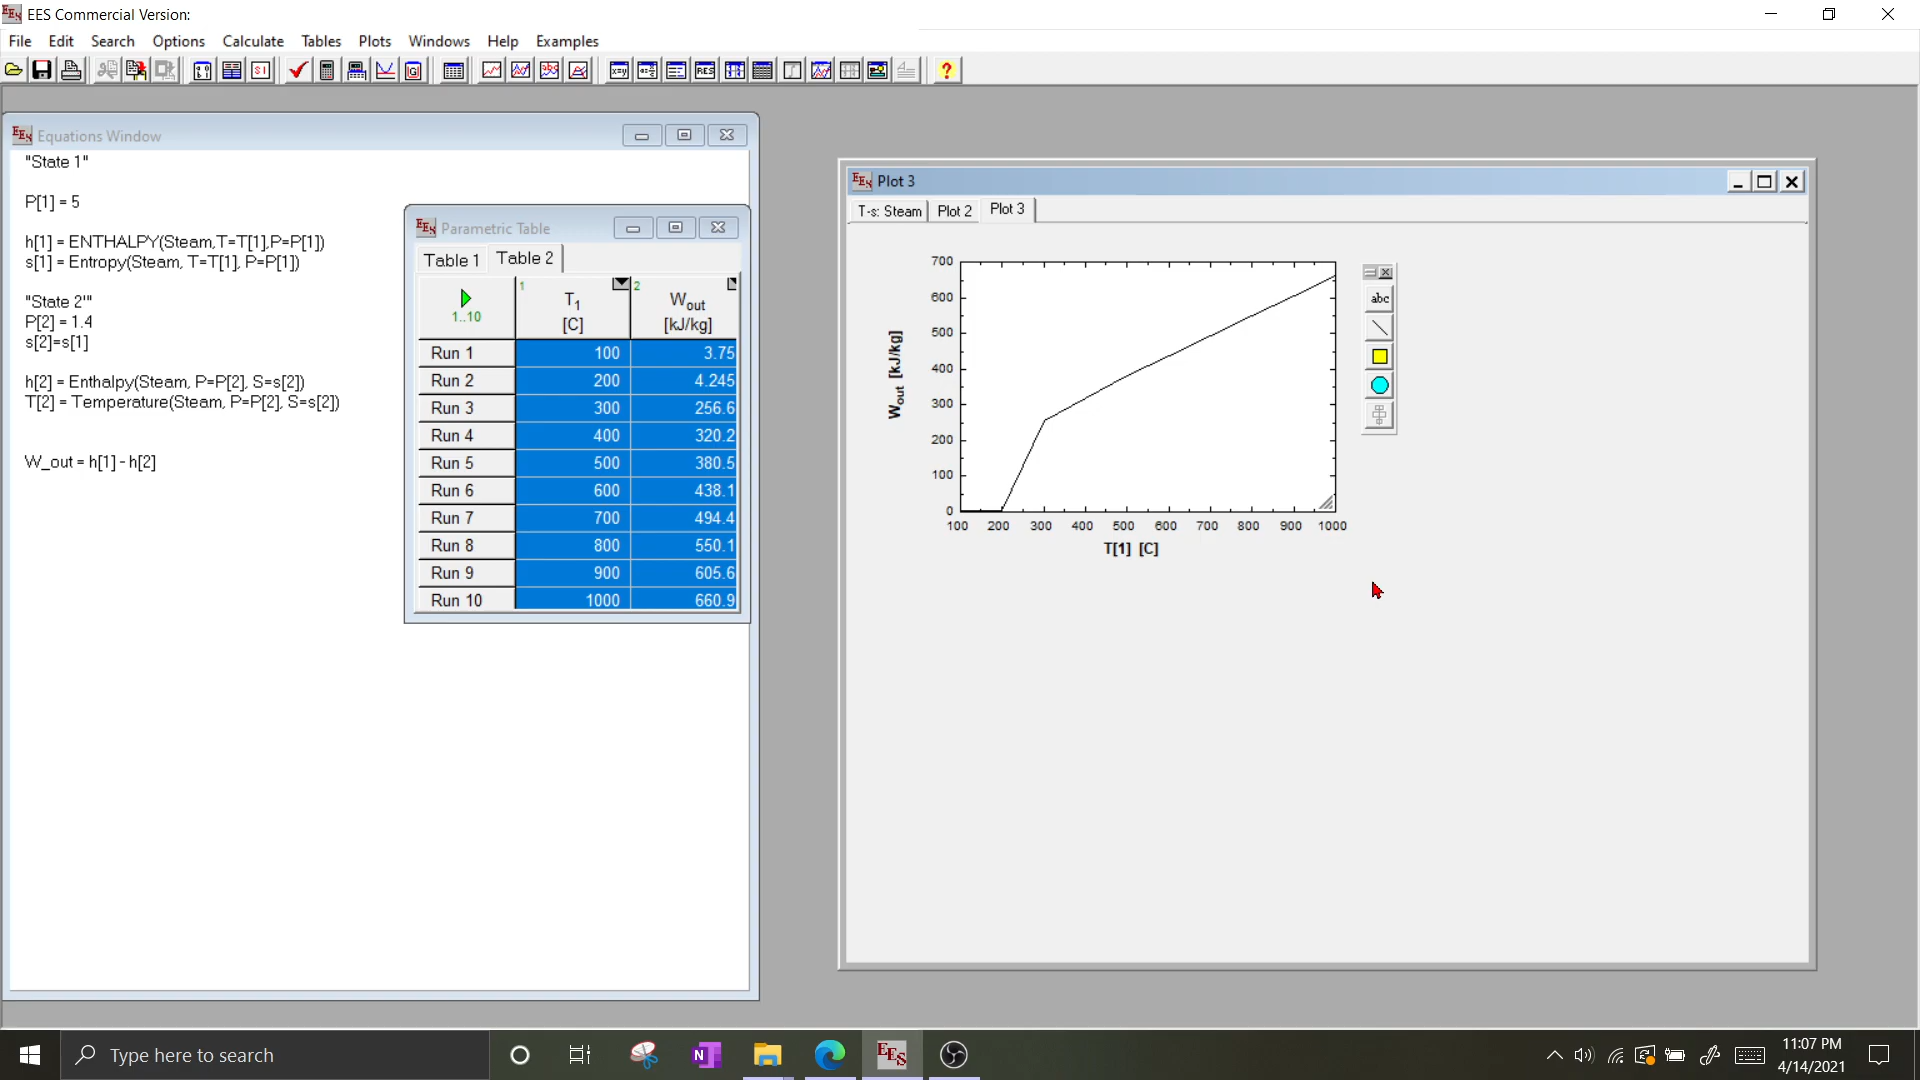 EES Commercial Version:
File Edit Search Options Calculate Tables Plots Windows Help Examples
Equations Window
"State 1"
P[1] = 5
h[1] = ENTHALPY(Steam,T=T[1],P=P[1])
s[1] = Entropy(Steam, T=T[1], P=P[1])
"State 2'"
P[2] = 1.4
s[2]=s[1]
h[2] = Enthalpy(Steam, P=P[2], S=s[2])
T[2] = Temperature(Steam, P=P[2], S=s[2])
W_out = h[1] - h[2]
Parametric Table
Table 1 Table 2
1..10
1 T1 [C]
2 Wout [kJ/kg]
Run 1 100 3.75
Run 2 200 4.245
Run 3 300 256.6
Run 4 400 320.2
Run 5 500 380.5
Run 6 600 438.1
Run 7 700 494.4
Run 8 800 550.1
Run 9 900 605.6
Run 10 1000 660.9
Plot 3
T-s: Steam Plot 2 Plot 3
700
600
500
400
300
200
100
0
Wout [kJ/kg]
100 200 300 400 500 600 700 800 900 1000
T[1] [C]
abc
Type here to search
11:07 PM
4/14/2021